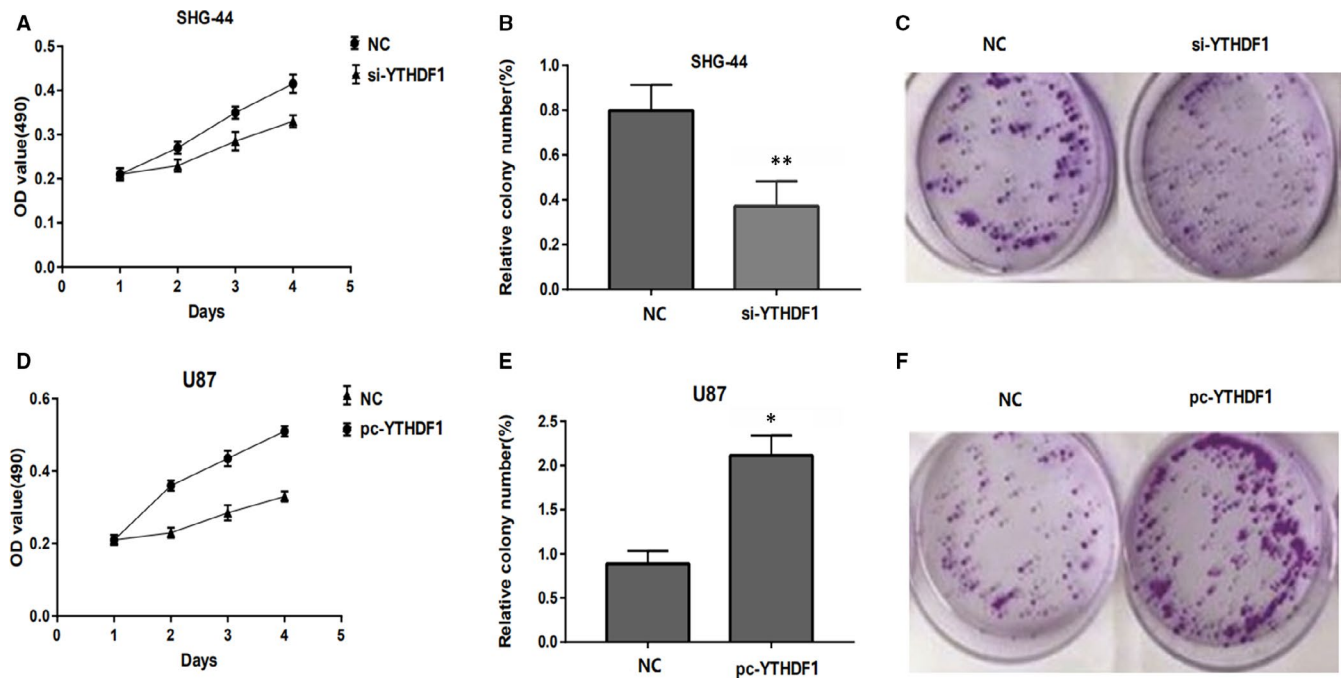 A
SHG-44
NC
si-YTHDF1
OD value(490)
0.5
0.4
0.3
0.2
0.0
0 1 2 3 4 5
Days
B
SHG-44
**
Relative colony number(%)
1.0
0.8
0.6
0.4
0.2
0.0
NC si-YTHDF1
C
NC si-YTHDF1
D
U87
NC
pc-YTHDF1
OD value(490)
0.6
0.4
0.2
0.0
0 1 2 3 4 5
Days
E
U87
*
Relative colony number(%)
2.5
2.0
1.0
0.5
0.0
NC pc-YTHDF1
F
NC pc-YTHDF1